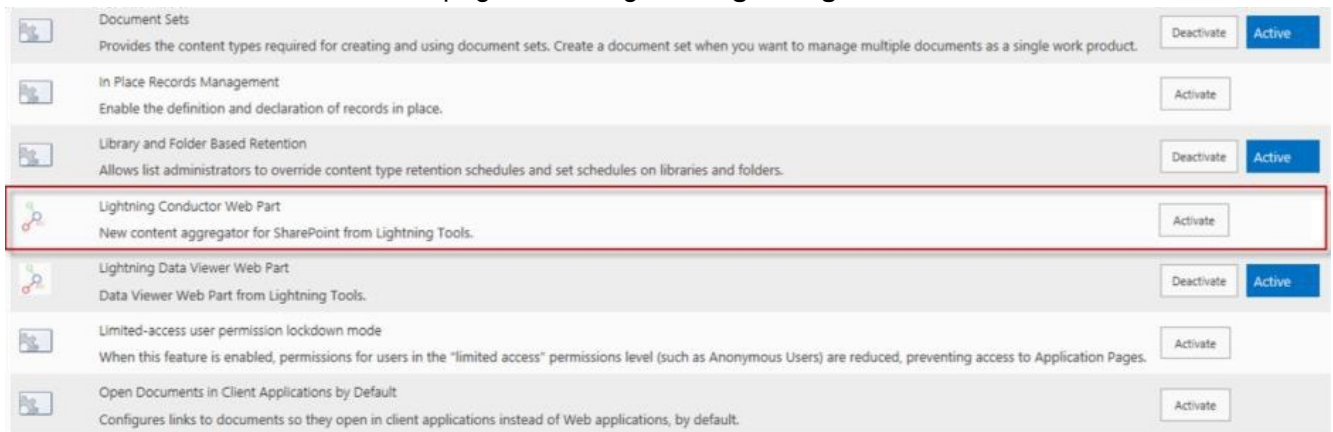 Document Sets
Provides the content types required for creating and using document sets. Create a document set when you want to manage multiple documents as a single work product.
Deactivate Active
In Place Records Management
Enable the definition and declaration of records in place.
Activate
Library and Folder Based Retention
Allows list administrators to override content type retention schedules and set schedules on libraries and folders.
Deactivate Active
Lightning Conductor Web Part
New content aggregator for SharePoint from Lightning Tools.
Activate
Lightning Data Viewer Web Part
Data Viewer Web Part from Lightning Tools.
Deactivate Active
Limited-access user permission lockdown mode
When this feature is enabled, permissions for users in the "limited access" permissions level (such as Anonymous Users) are reduced, preventing access to Application Pages.
Activate
Open Documents in Client Applications by Default
Configures links to documents so they open in client applications instead of Web applications, by default.
Activate